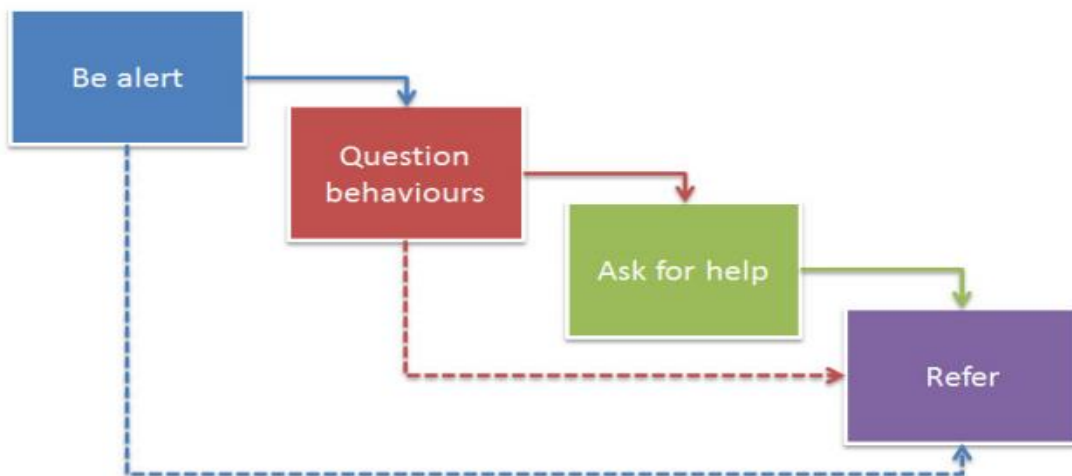 Be alert
Question
behaviours
Ask for help
Refer